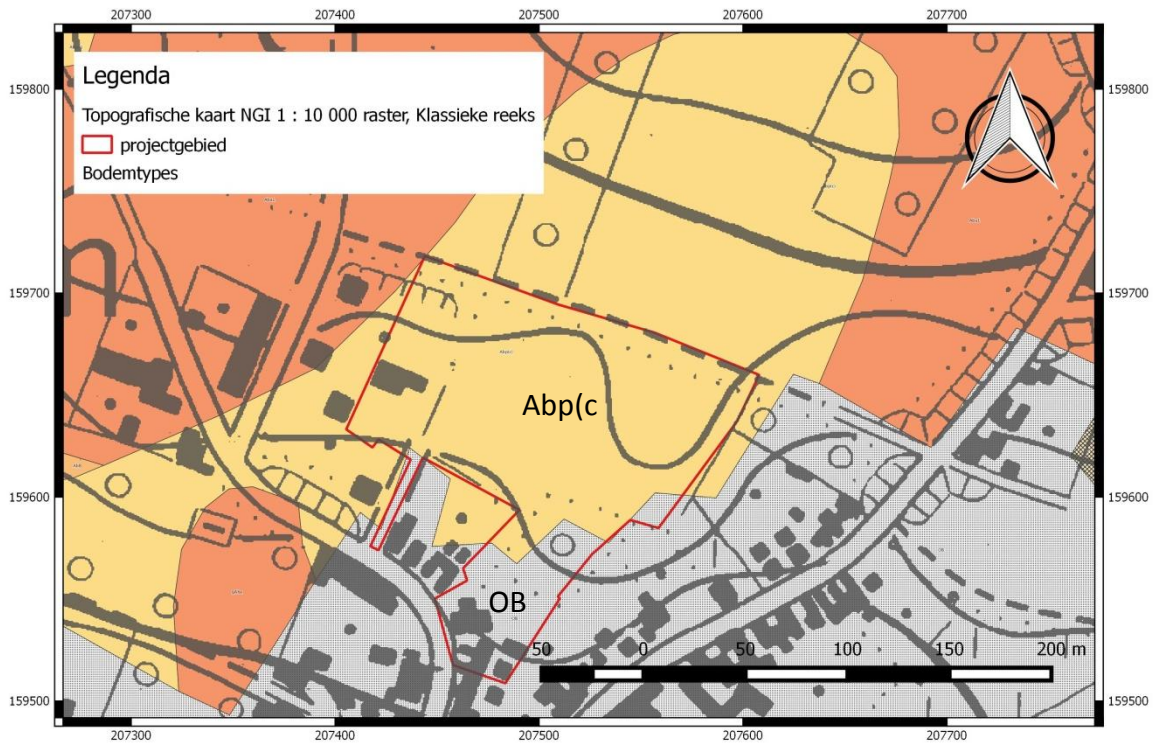 207300 207400 207500 207600 207700
Legenda
Topografische kaart NGI 1 : 10 000 raster, Klassieke reeks
projectgebied
Bodemtypes
159800 159800
159700 159700
Abp(c
159600 159600
OB
50 0 50 100 150 200 m
159500 159500
207300 207400 207500 207600 207700